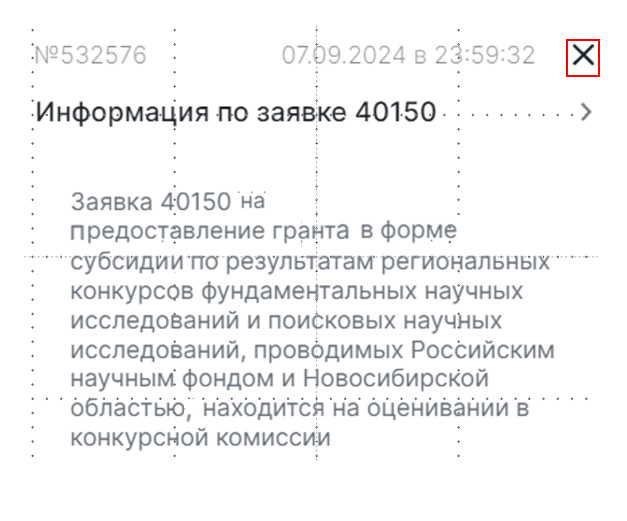 №532576 07.09.2024 в 23:59:32
Информация по заявке 40150
Заявка 40150 на
предоставление гранта в форме
субсидии по результатам региональных
конкурсов фундаментальных научных
исследований и поисковых научных
исследований, проводимых Российским
научным фондом и Новосибирской
областью, находится на оценивании в
конкурсной комиссии